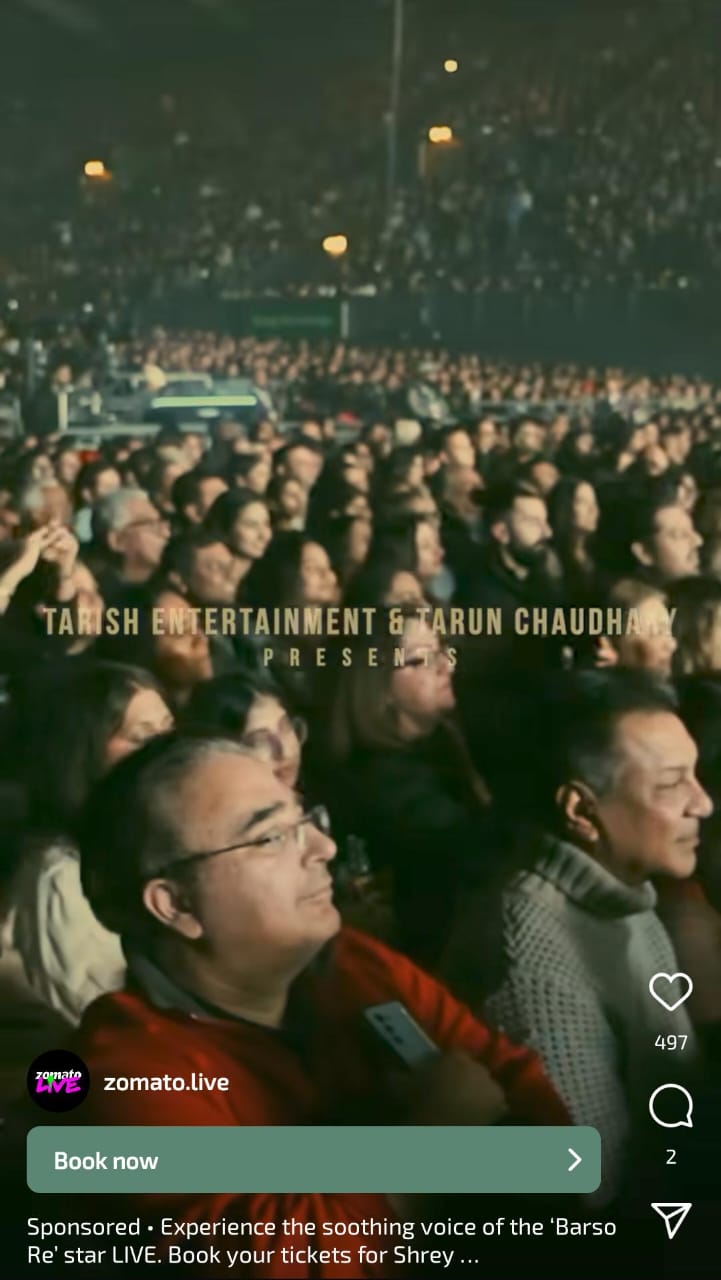 TARISH ENTERTAINMENT & TARUN CHAUDHARY
PRESENTS
497
zomato
LIVE
zomato.live
Book now
2
Sponsored • Experience the soothing voice of the ‘Barso
Re’ star LIVE. Book your tickets for Shrey ...